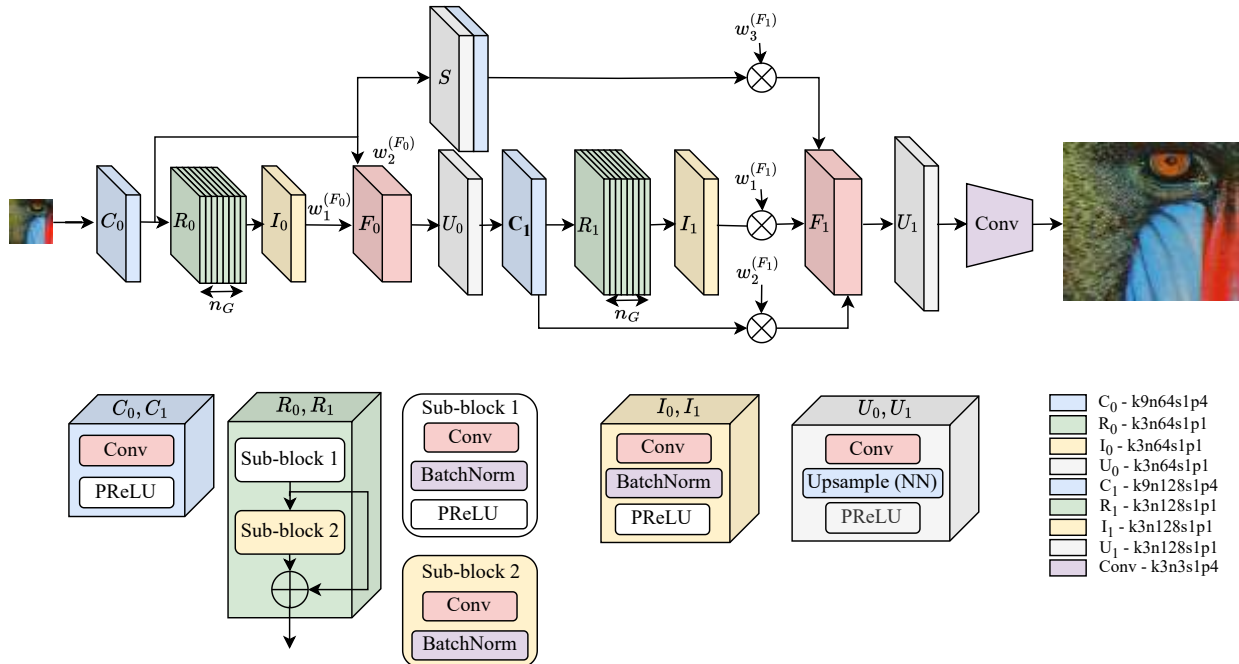 S
w_3^{(F_1)}
w_2^{(F_0)}
C_0
R_0
I_0
w_1^{(F_0)}
F_0
U_0
C_1
R_1
I_1
w_1^{(F_1)}
F_1
U_1
Conv
n_G
n_G
w_2^{(F_1)}
C_0, C_1
Conv
PReLU
R_0, R_1
Sub-block 1
Sub-block 2
Sub-block 1
Conv
BatchNorm
PReLU
Sub-block 2
Conv
BatchNorm
I_0, I_1
Conv
BatchNorm
PReLU
U_0, U_1
Conv
Upsample (NN)
PReLU
C_0 - k9n64s1p4
R_0 - k3n64s1p1
I_0 - k3n64s1p1
U_0 - k3n64s1p1
C_1 - k9n128s1p4
R_1 - k3n128s1p1
I_1 - k3n128s1p1
U_1 - k3n128s1p1
Conv - k3n3s1p4